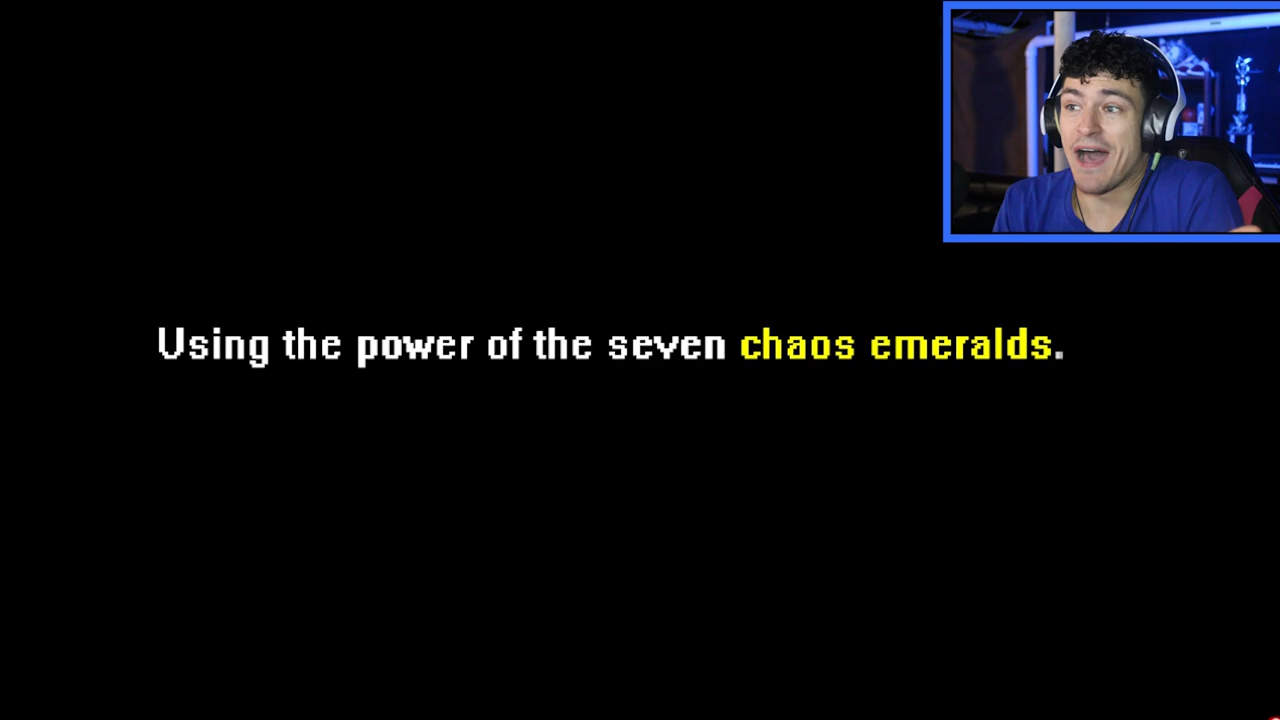 Using the power of the seven chaos emeralds.